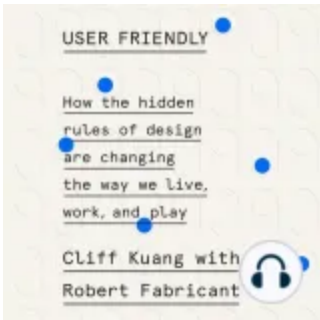 USER FRIENDLY
How the hidden
rules of design
are changing
the way we live,
work, and play
Cliff Kuang with
Robert Fabricant